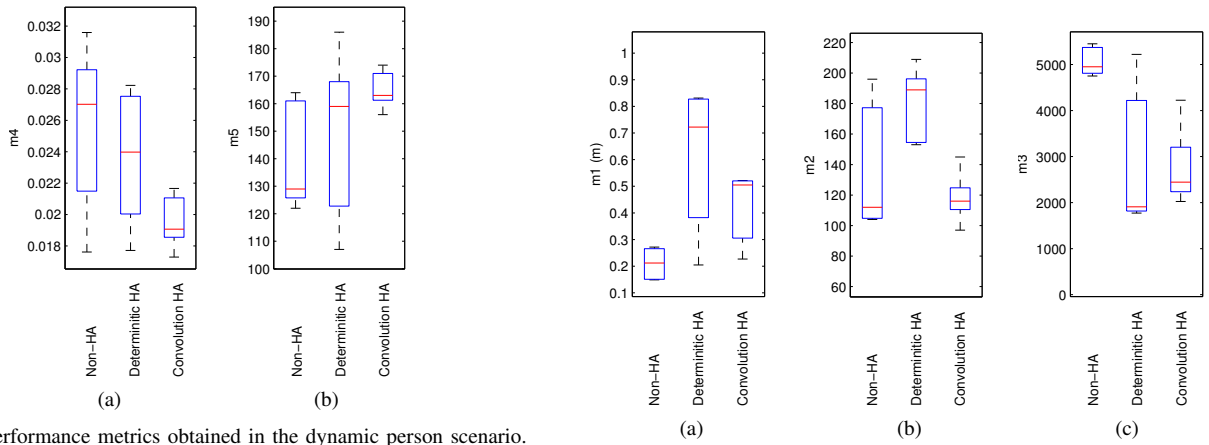 0.032
0.03
0.028
0.026
0.024
0.022
0.02
0.018
m4
Non−HA
Determinitic HA
Convolution HA
(a)
190
180
170
160
150
140
130
120
110
100
m5
Non−HA
Determinitic HA
Convolution HA
(b)
erformance metrics obtained in the dynamic person scenario.
1
0.9
0.8
0.7
0.6
0.5
0.4
0.3
0.2
0.1
m1 (m)
Non−HA
Determinitic HA
Convolution HA
(a)
220
200
180
160
140
120
100
80
60
m2
Non−HA
Determinitic HA
Convolution HA
(b)
5000
4000
3000
2000
1000
0
m3
Non−HA
Determinitic HA
Convolution HA
(c)